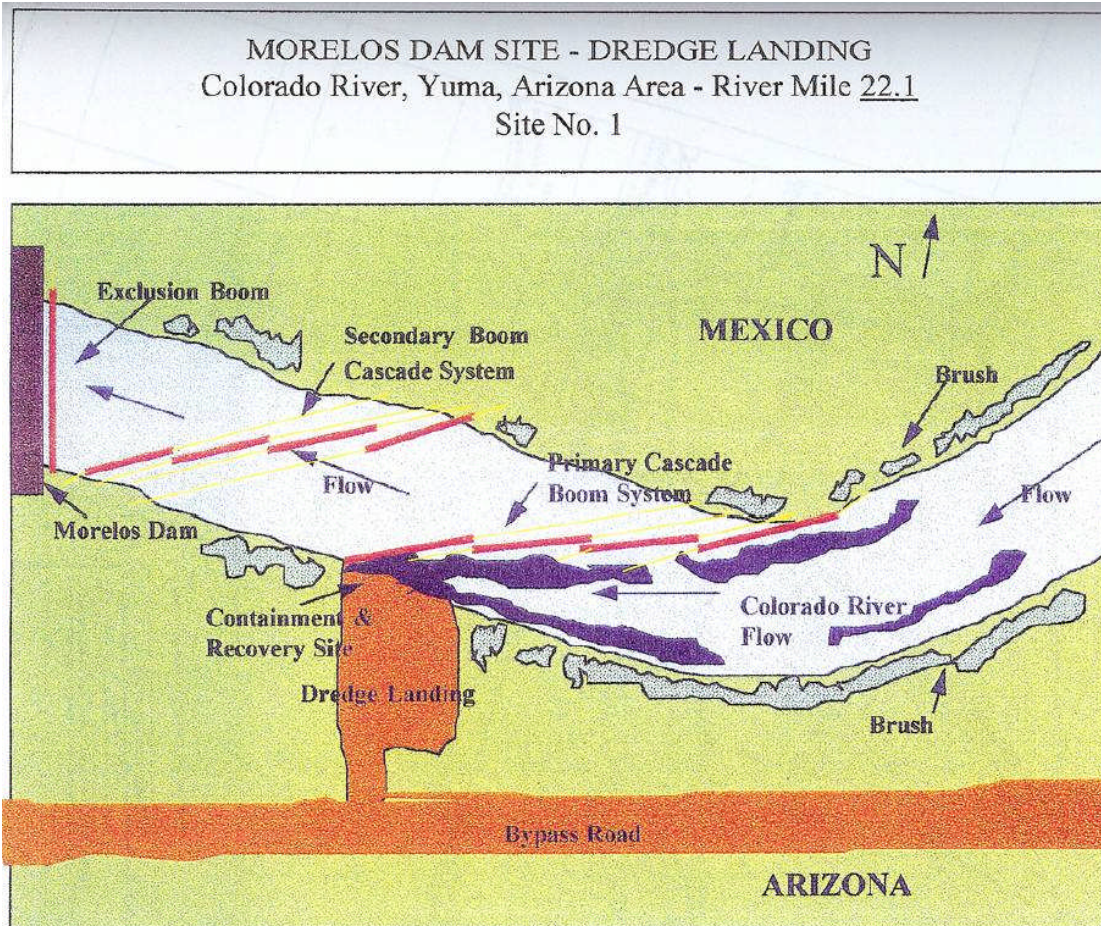 MORELOS DAM SITE - DREDGE LANDING
Colorado River, Yuma, Arizona Area - River Mile 22.1
Site No. 1
N
Exclusion Boom
MEXICO
Secondary Boom
Cascade System
Brush
Primary Cascade
Boom System
Flow
Flow
Morelos Dam
Colorado River
Flow
Containment &
Recovery Site
Dredge Landing
Brush
Bypass Road
ARIZONA